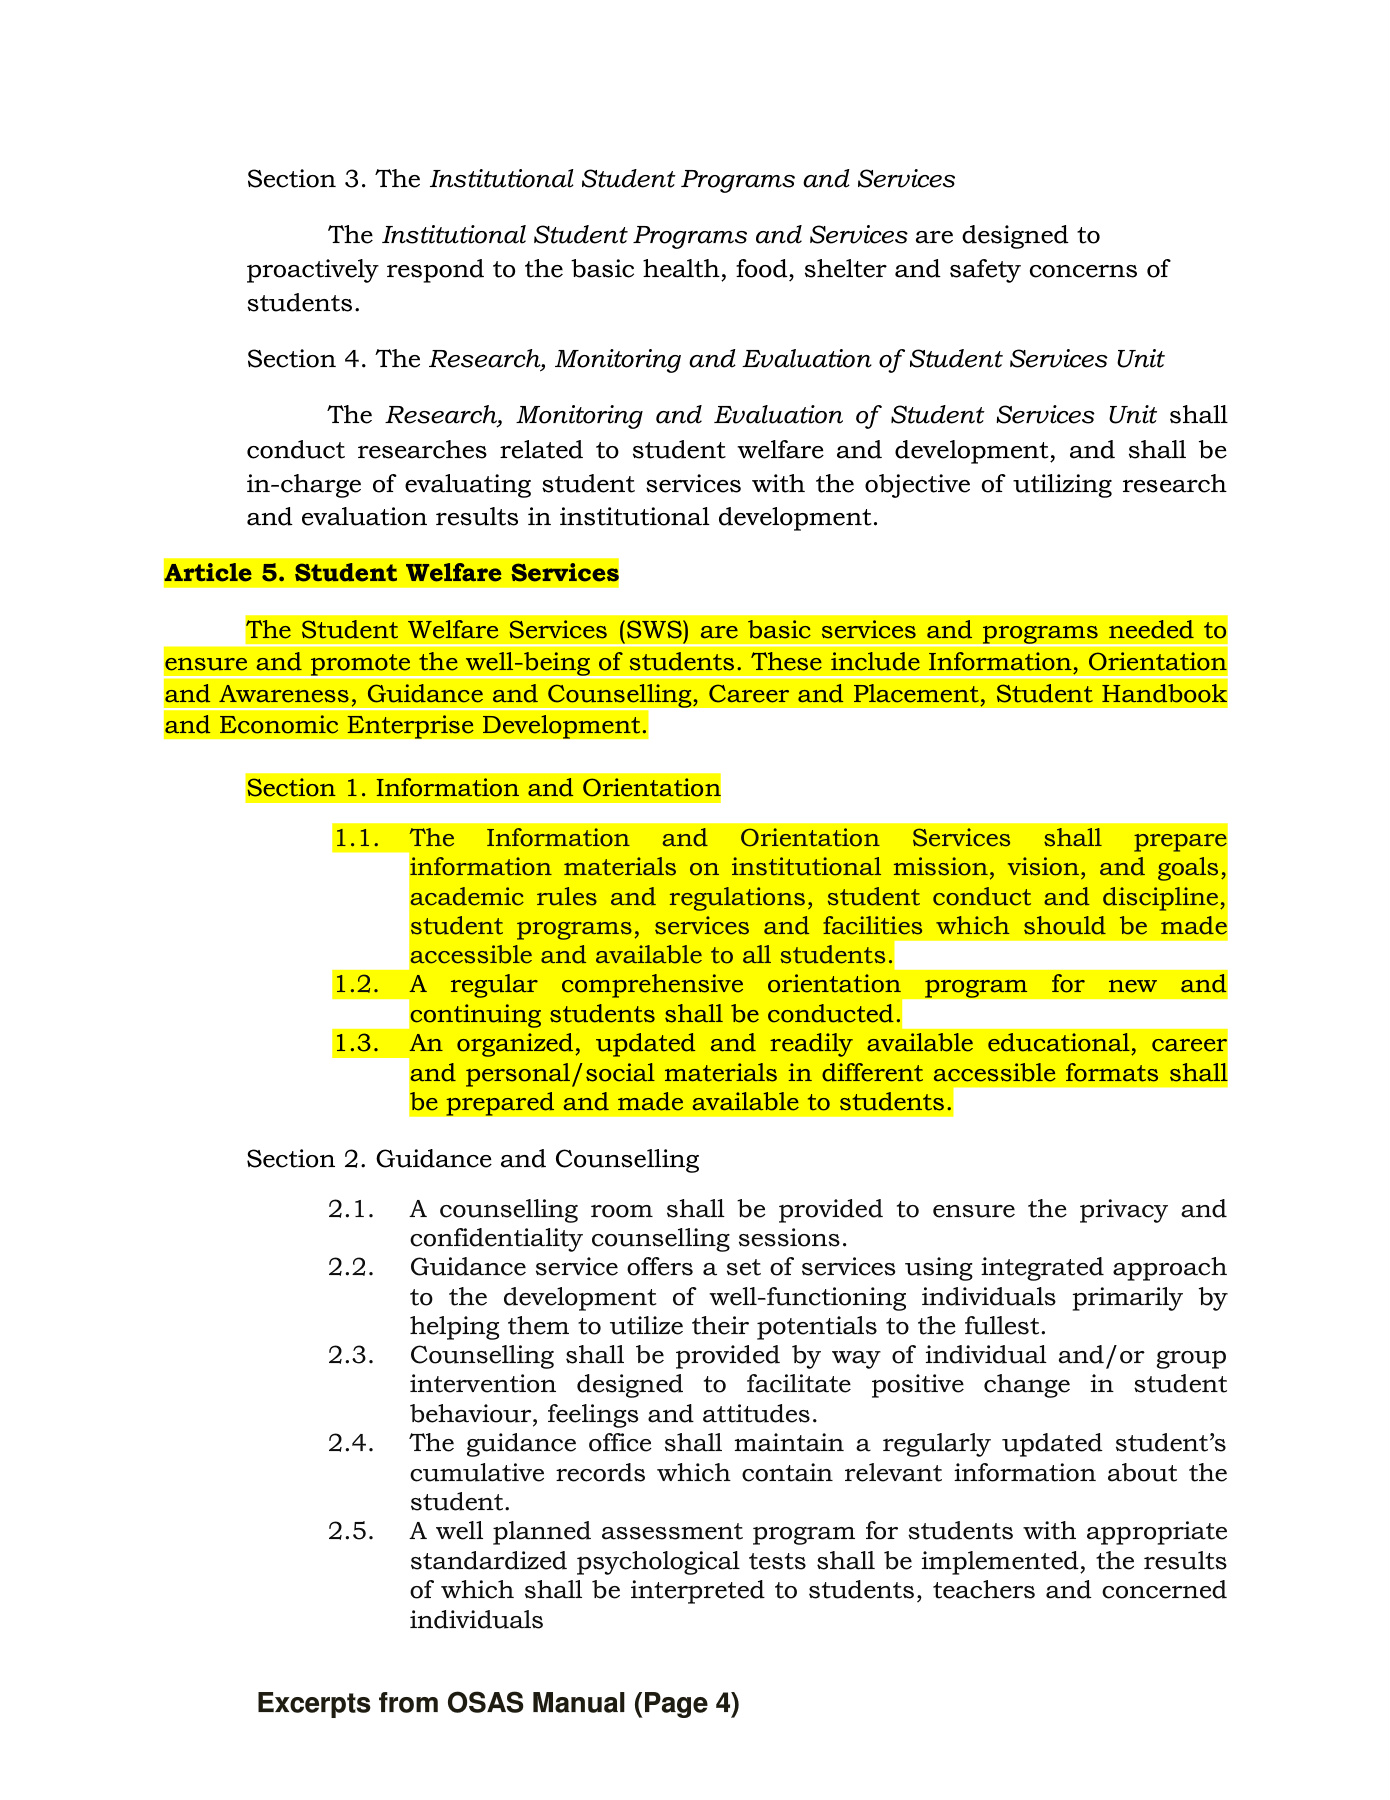 Section 3. The Institutional Student Programs and Services
The Institutional Student Programs and Services are designed to
proactively respond to the basic health, food, shelter and safety concerns of
students.
Section 4. The Research, Monitoring and Evaluation of Student Services Unit
The Research, Monitoring and Evaluation of Student Services Unit shall
conduct researches related to student welfare and development, and shall be
in-charge of evaluating student services with the objective of utilizing research
and evaluation results in institutional development.
Article 5. Student Welfare Services
The Student Welfare Services (SWS) are basic services and programs needed to
ensure and promote the well-being of students. These include Information, Orientation
and Awareness, Guidance and Counselling, Career and Placement, Student Handbook
and Economic Enterprise Development.
Section 1. Information and Orientation
1.1. The Information and Orientation Services shall prepare
information materials on institutional mission, vision, and goals,
academic rules and regulations, student conduct and discipline,
student programs, services and facilities which should be made
accessible and available to all students.
1.2. A regular comprehensive orientation program for new and
continuing students shall be conducted.
1.3. An organized, updated and readily available educational, career
and personal/social materials in different accessible formats shall
be prepared and made available to students.
Section 2. Guidance and Counselling
2.1. A counselling room shall be provided to ensure the privacy and
confidentiality counselling sessions.
2.2. Guidance service offers a set of services using integrated approach
to the development of well-functioning individuals primarily by
helping them to utilize their potentials to the fullest.
2.3. Counselling shall be provided by way of individual and/or group
intervention designed to facilitate positive change in student
behaviour, feelings and attitudes.
2.4. The guidance office shall maintain a regularly updated student’s
cumulative records which contain relevant information about the
student.
2.5. A well planned assessment program for students with appropriate
standardized psychological tests shall be implemented, the results
of which shall be interpreted to students, teachers and concerned
individuals
Excerpts from OSAS Manual (Page 4)